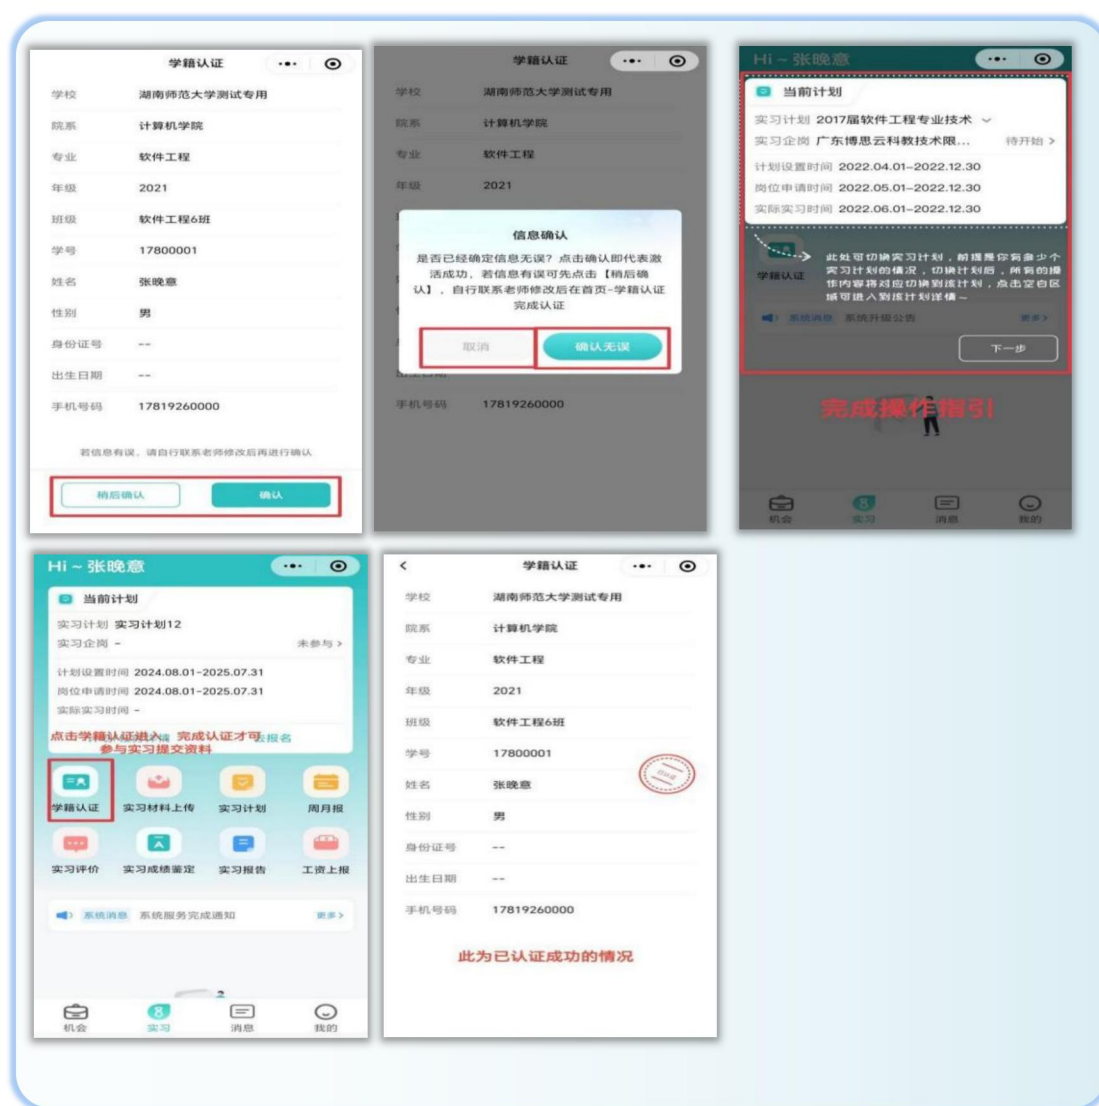 学籍认证
学校 湖南师范大学测试专用
院系 计算机学院
专业 软件工程
年级 2021
班级 软件工程6班
学号 17800001
姓名 张晚意
性别 男
身份证号 --
出生日期 --
手机号码 17819260000
若信息有误，请自行联系老师修改后再进行确认
稍后确认 确认
学籍认证
学校 湖南师范大学测试专用
院系 计算机学院
专业 软件工程
年级 2021
信息确认
是否已经确定信息无误？点击确认即代表激
活成功，若信息有误可先点击【稍后确
认】，自行联系老师修改后在首页-学籍认证
完成认证
取消 确认无误
出生日期
手机号码 17819260000
Hi ~ 张晚意
当前计划
实习计划 2017届软件工程专业技术
实习企岗 广东博思云科教技术限... 待开始 >
计划设置时间 2022.04.01-2022.12.30
岗位申请时间 2022.05.01-2022.12.30
实际实习时间 2022.06.01-2022.12.30
学籍认证
此处可切换实习计划，前提是你有多少个
实习计划的情况，切换计划后，所有的操
作内容将对应切换到该计划，点击空白区
域可进入到该计划详情~
系统消息 系统升级公告 更多 >
下一步
完成操作指引
机会 实习 消息 我的
Hi ~ 张晚意
当前计划
实习计划 实习计划12
实习企岗 - 未参与 >
计划设置时间 2024.08.01-2025.07.31
岗位申请时间 2024.08.01-2025.07.31
实际实习时间 -
点击学籍认证进入，完成认证才可
参与实习提交资料
去报名
学籍认证 实习材料上传 实习计划 周月报
实习评价 实习成绩鉴定 实习报告 工资上报
系统消息 系统服务完成通知 更多 >
机会 实习 消息 我的
< 学籍认证
学校 湖南师范大学测试专用
院系 计算机学院
专业 软件工程
年级 2021
班级 软件工程6班
学号 17800001
姓名 张晚意
性别 男
身份证号 --
出生日期 --
手机号码 17819260000
此为已认证成功的情况